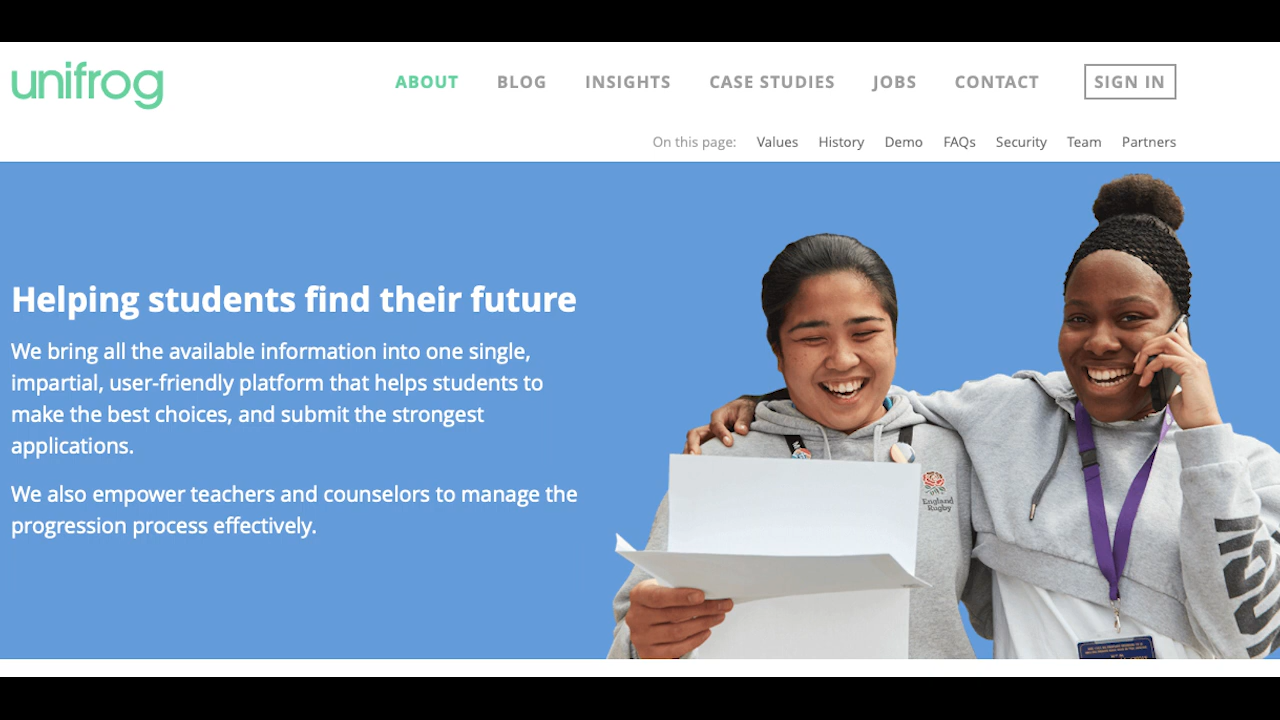 unifrog
ABOUT BLOG INSIGHTS CASE STUDIES JOBS CONTACT SIGN IN
On this page: Values History Demo FAQs Security Team Partners
Helping students find their future
We bring all the available information into one single,
impartial, user-friendly platform that helps students to
make the best choices, and submit the strongest
applications.
We also empower teachers and counselors to manage the
progression process effectively.
England
Rugby